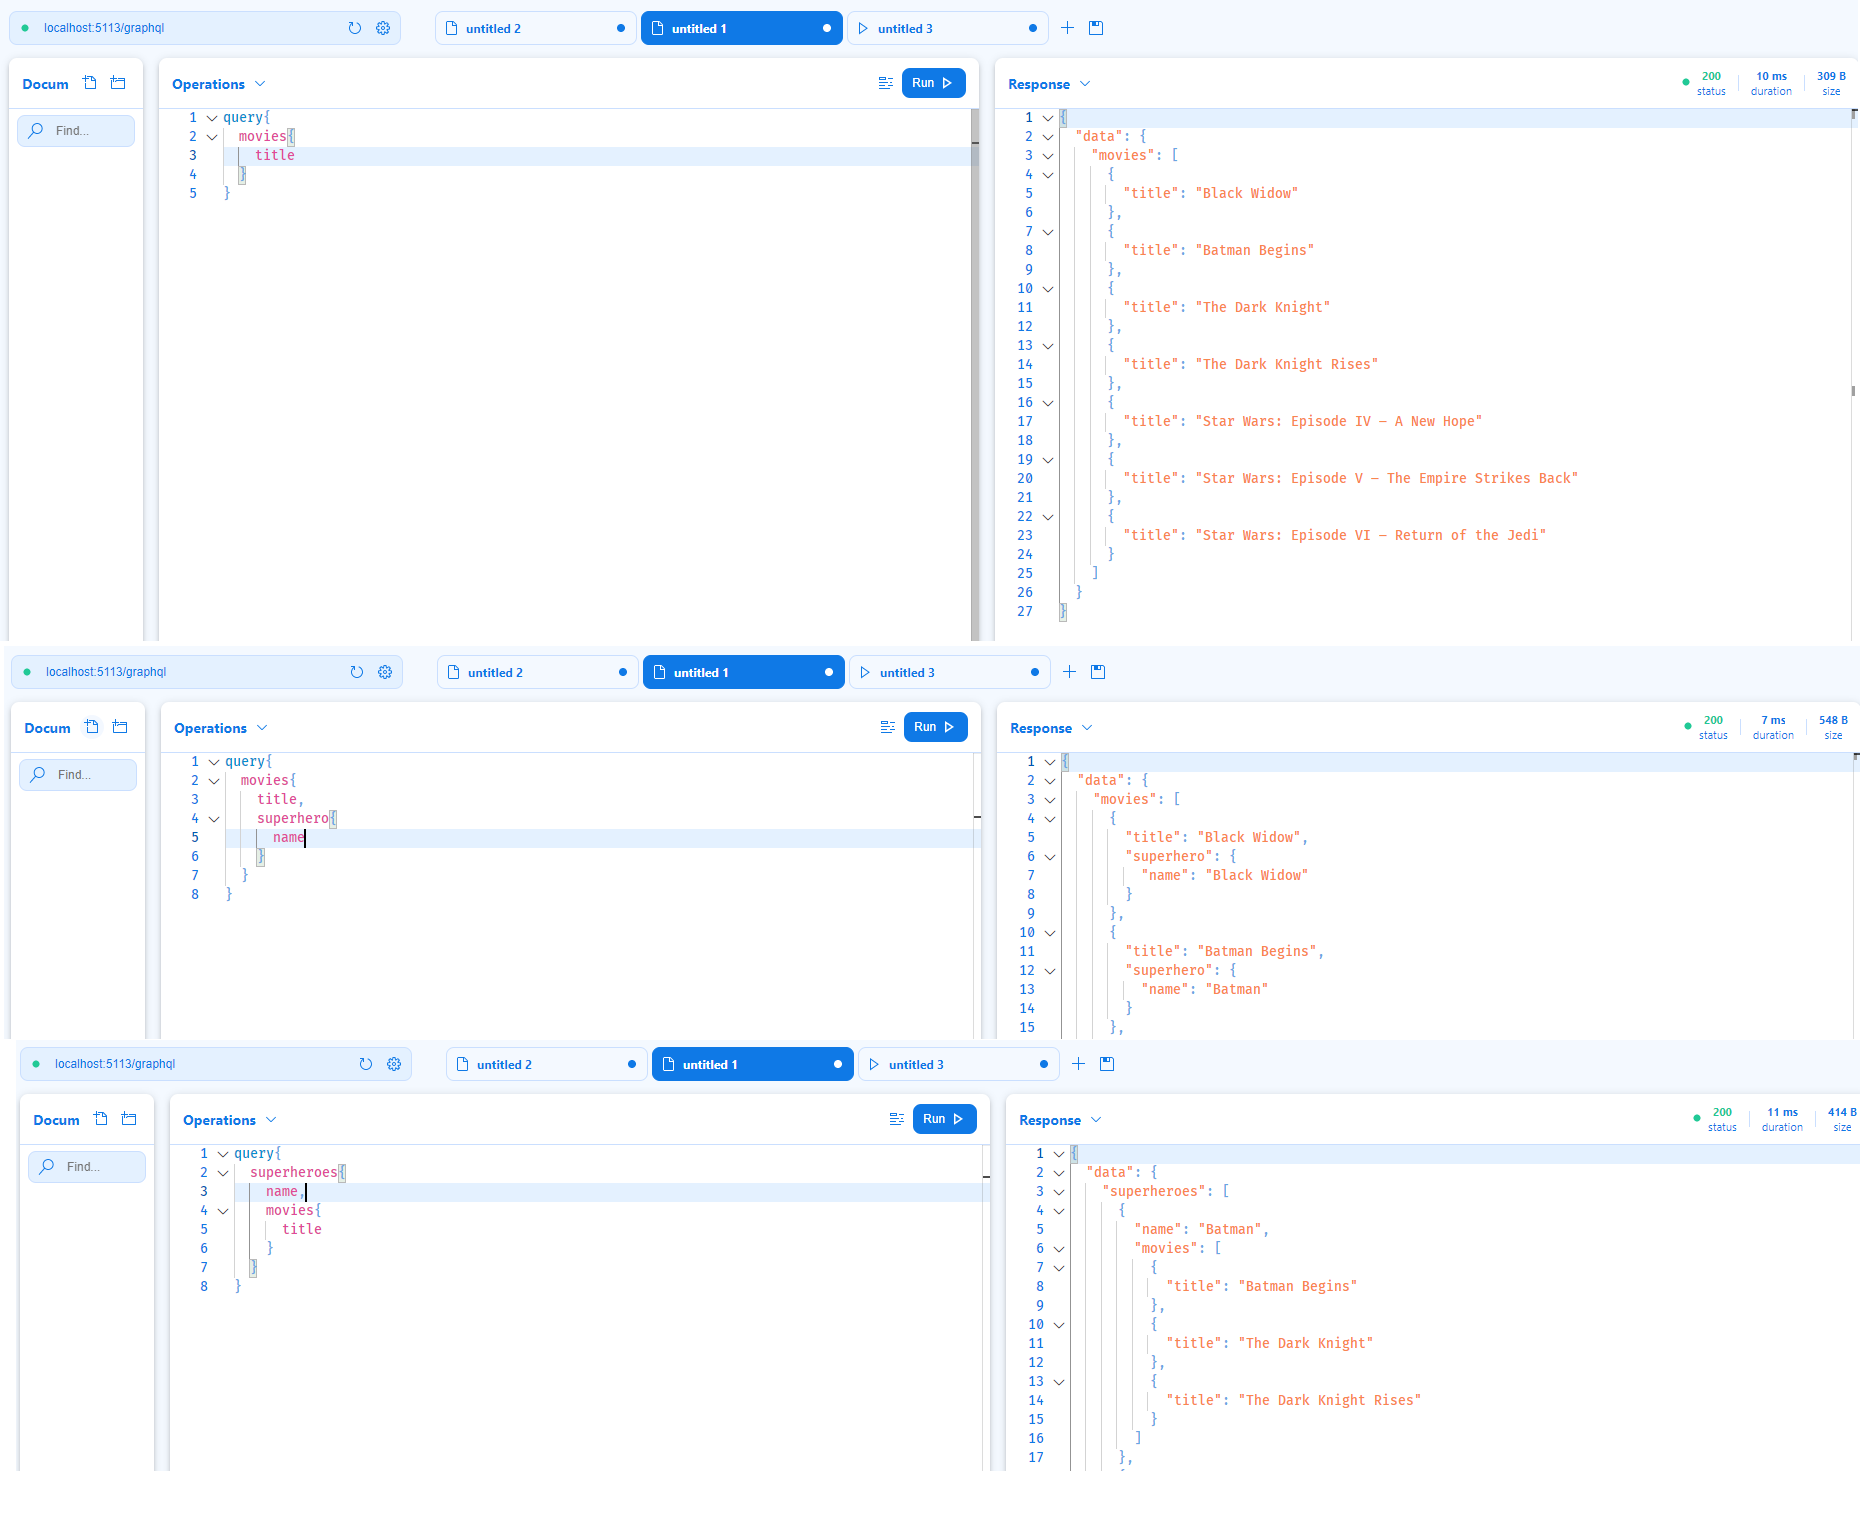 localhost:5113/graphql
untitled 2
untitled 1
untitled 3
Docum
Find...
Operations
Run
1 query{
2 movies{
3 title
4 }
5 }
Response
200 status
10 ms duration
309 B size
1 {
2 "data": {
3 "movies": [
4 {
5 "title": "Black Widow"
6 },
7 {
8 "title": "Batman Begins"
9 },
10 {
11 "title": "The Dark Knight"
12 },
13 {
14 "title": "The Dark Knight Rises"
15 },
16 {
17 "title": "Star Wars: Episode IV – A New Hope"
18 },
19 {
20 "title": "Star Wars: Episode V – The Empire Strikes Back"
21 },
22 {
23 "title": "Star Wars: Episode VI – Return of the Jedi"
24 }
25 ]
26 }
27 }
localhost:5113/graphql
untitled 2
untitled 1
untitled 3
Docum
Find...
Operations
Run
1 query{
2 movies{
3 title,
4 superhero{
5 name
6 }
7 }
8 }
Response
200 status
7 ms duration
548 B size
1 {
2 "data": {
3 "movies": [
4 {
5 "title": "Black Widow",
6 "superhero": {
7 "name": "Black Widow"
8 }
9 },
10 {
11 "title": "Batman Begins",
12 "superhero": {
13 "name": "Batman"
14 }
15 },
localhost:5113/graphql
untitled 2
untitled 1
untitled 3
Docum
Find...
Operations
Run
1 query{
2 superheroes{
3 name,
4 movies{
5 title
6 }
7 }
8 }
Response
200 status
11 ms duration
414 B size
1 {
2 "data": {
3 "superheroes": [
4 {
5 "name": "Batman",
6 "movies": [
7 {
8 "title": "Batman Begins"
9 },
10 {
11 "title": "The Dark Knight"
12 },
13 {
14 "title": "The Dark Knight Rises"
15 }
16 ]
17 },